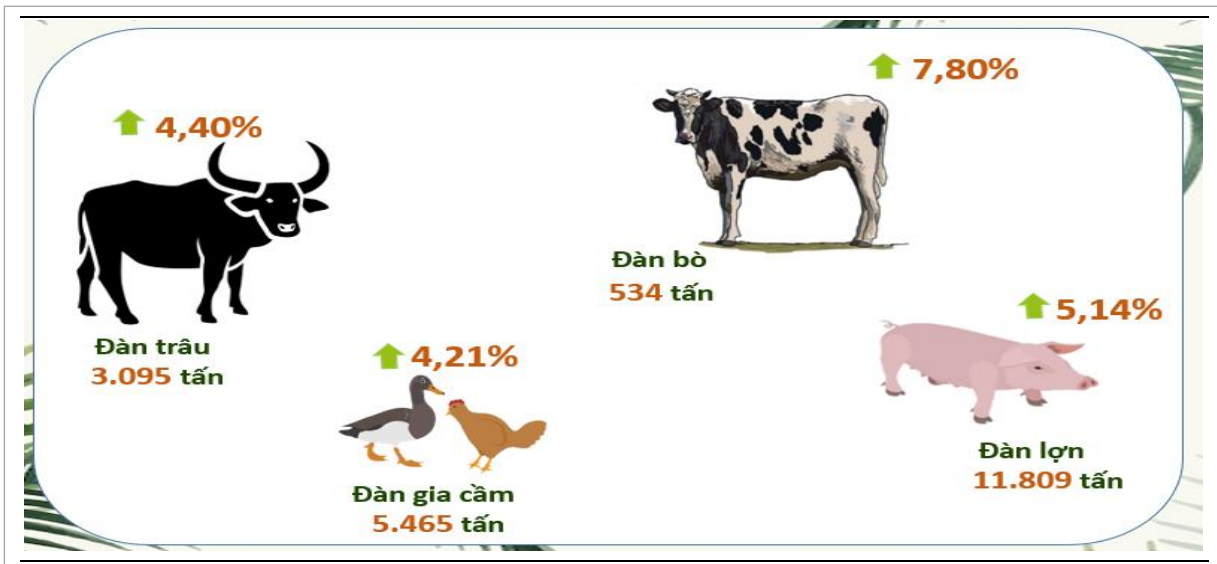 7,80%
4,40%
Đàn bò
534 tấn
5,14%
Đàn trâu
3.095 tấn
4,21%
Đàn lợn
11.809 tấn
Đàn gia cầm
5.465 tấn